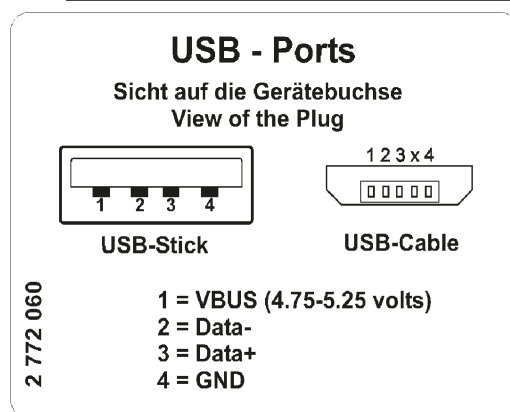 USB - Ports
Sicht auf die Gerätebuchse
View of the Plug
1 2 3 4
USB-Stick
1 2 3 x 4
USB-Cable
1 = VBUS (4.75-5.25 volts)
2 = Data-
3 = Data+
4 = GND
2 772 060